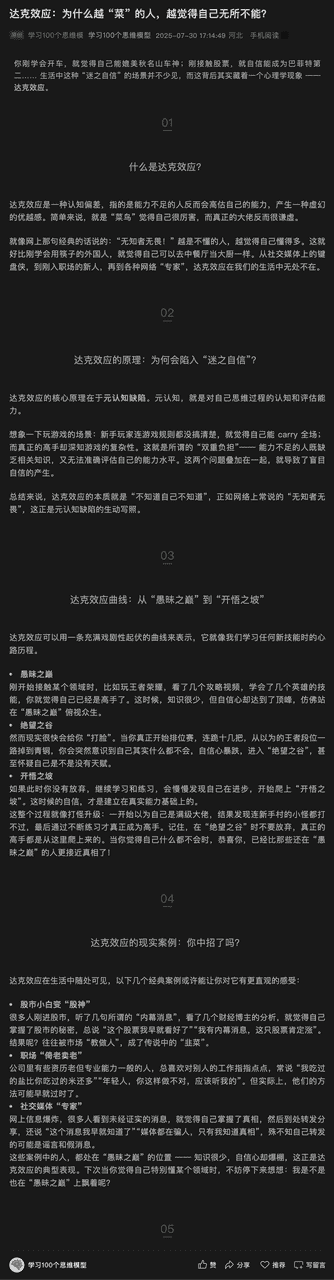 达克效应：为什么越“菜”的人，越觉得自己无所不能？
原创 学习100个思维模 学习100个思维模型 2025-07-30 17:14:49 河北 手机阅读
你刚学会开车，就觉得自己能媲美秋名山车神；刚接触股票，就自信能成为巴菲特第
二…… 生活中这种“迷之自信”的场景并不少见，而这背后其实藏着一个心理学现象 ——
达克效应。
01
什么是达克效应？
达克效应是一种认知偏差，指的是能力不足的人反而会高估自己的能力，产生一种虚幻
的优越感。简单来说，就是“菜鸟”觉得自己很厉害，而真正的大佬反而很谦虚。
就像网上那句经典的话说的：“无知者无畏！”越是不懂的人，越觉得自己懂得多。这就
好比刚学会用筷子的外国人，就觉得自己可以去中餐厅当大厨一样。从社交媒体上的键
盘侠，到刚入职场的新人，再到各种网络“专家”，达克效应在我们的生活中无处不在。
02
达克效应的原理：为何会陷入“迷之自信”？
达克效应的核心原理在于元认知缺陷。元认知，就是对自己思维过程的认知和评估能
力。
想象一下玩游戏的场景：新手玩家连游戏规则都没搞清楚，就觉得自己能 carry 全场；
而真正的高手却深知游戏的复杂性。这就是所谓的“双重负担”—— 能力不足的人既缺
乏相关知识，又无法准确评估自己的能力水平。这两个问题叠加在一起，就导致了盲目
自信的产生。
总结来说，达克效应的本质就是“不知道自己不知道”，正如网络上常说的“无知者无
畏”，这正是元认知缺陷的生动写照。
03
达克效应曲线：从“愚昧之巅”到“开悟之坡”
达克效应可以用一条充满戏剧性起伏的曲线来表示，它就像我们学习任何新技能时的心
路历程。
• 愚昧之巅
刚开始接触某个领域时，比如玩王者荣耀，看了几个攻略视频，学会了几个英雄的技
能，你就觉得自己已经是高手了。这时候，知识很少，但自信心却达到了顶峰，仿佛站
在“愚昧之巅”俯视众生。
• 绝望之谷
然而现实很快会给你“打脸”。当你真正开始排位赛，连跪十几把，从以为的王者段位一
路掉到青铜，你会突然意识到自己其实什么都不会，自信心暴跌，进入“绝望之谷”，甚
至怀疑自己是不是没有天赋。
• 开悟之坡
如果此时你没有放弃，继续学习和练习，会慢慢发现自己在进步，开始爬上“开悟之
坡”。这时候的自信，才是建立在真实能力基础上的。
这整个过程就像打怪升级：一开始以为自己是满级大佬，结果发现连新手村的小怪都打
不过，最后通过不断练习才真正成为高手。记住，在“绝望之谷”时不要放弃，真正的
高手都是从这里爬上来的。当你觉得自己什么都不会时，恭喜你，已经比那些还在“愚
昧之巅”的人更接近真相了！
04
达克效应的现实案例：你中招了吗？
达克效应在生活中随处可见，以下几个经典案例或许能让你对它有更直观的感受：
• 股市小白变“股神”
很多人刚进股市，听了几句所谓的“内幕消息”，看了几个财经博主的分析，就觉得自己
掌握了股市的秘密，总说“这个股票我早就看好了”“我有内幕消息，这只股票肯定涨”。
结果呢？往往被市场“教做人”，成了传说中的“韭菜”。
• 职场“倚老卖老”
公司里有些资历老但专业能力一般的人，总喜欢对别人的工作指指点点，常说“我吃过
的盐比你吃过的米还多”“年轻人，你这样做不对，应该听我的”。但实际上，他们的方
法可能早就过时了。
• 社交媒体“专家”
网上信息爆炸，很多人看到未经证实的消息，就觉得自己掌握了真相，然后到处转发分
享，还说“这个消息我早就知道了”“媒体都在骗人，只有我知道真相”，殊不知自己转发
的可能是谣言和假消息。
这些案例中的人，都处在“愚昧之巅”的位置 —— 知识很少，自信心却爆棚，这正是达
克效应的典型表现。下次当你觉得自己特别懂某个领域时，不妨停下来想想：我是不是
也在“愚昧之巅”上飘着呢？
05
学习100个思维模型 赞 分享 推荐 写留言